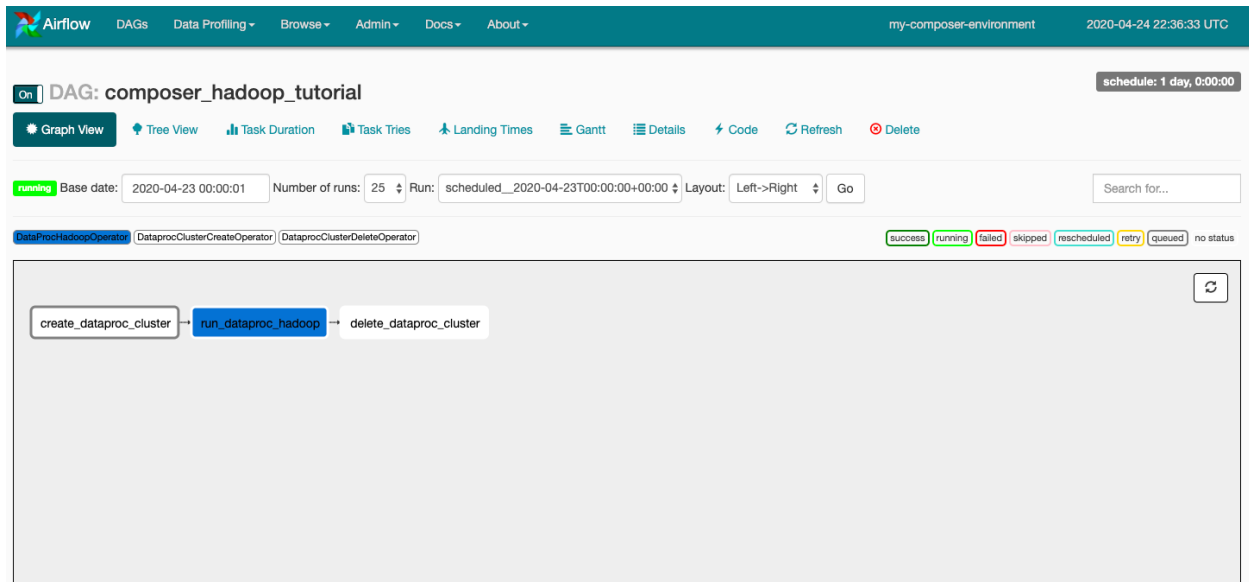 Airflow DAGs Data Profiling Browse Admin Docs About my-composer-environment 2020-04-24 22:36:33 UTC
On DAG: composer_hadoop_tutorial schedule: 1 day, 0:00:00
Graph View Tree View Task Duration Task Tries Landing Times Gantt Details Code Refresh Delete
running Base date: 2020-04-23 00:00:01 Number of runs: 25 Run: scheduled__2020-04-23T00:00:00+00:00 Layout: Left->Right Go Search for...
DataProcHadoopOperator DataprocClusterCreateOperator DataprocClusterDeleteOperator success running failed skipped rescheduled retry queued no status
create_dataproc_cluster run_dataproc_hadoop delete_dataproc_cluster